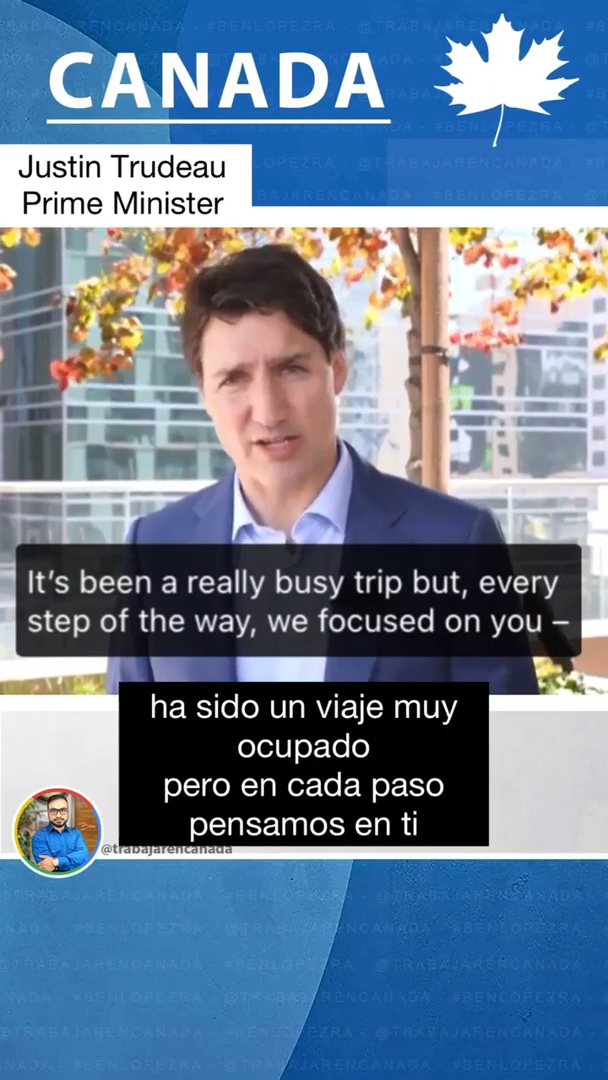 CANADA
Justin Trudeau
Prime Minister
It's been a really busy trip but, every
step of the way, we focused on you –
ha sido un viaje muy
ocupado
pero en cada paso
pensamos en ti
@trabajarencanada